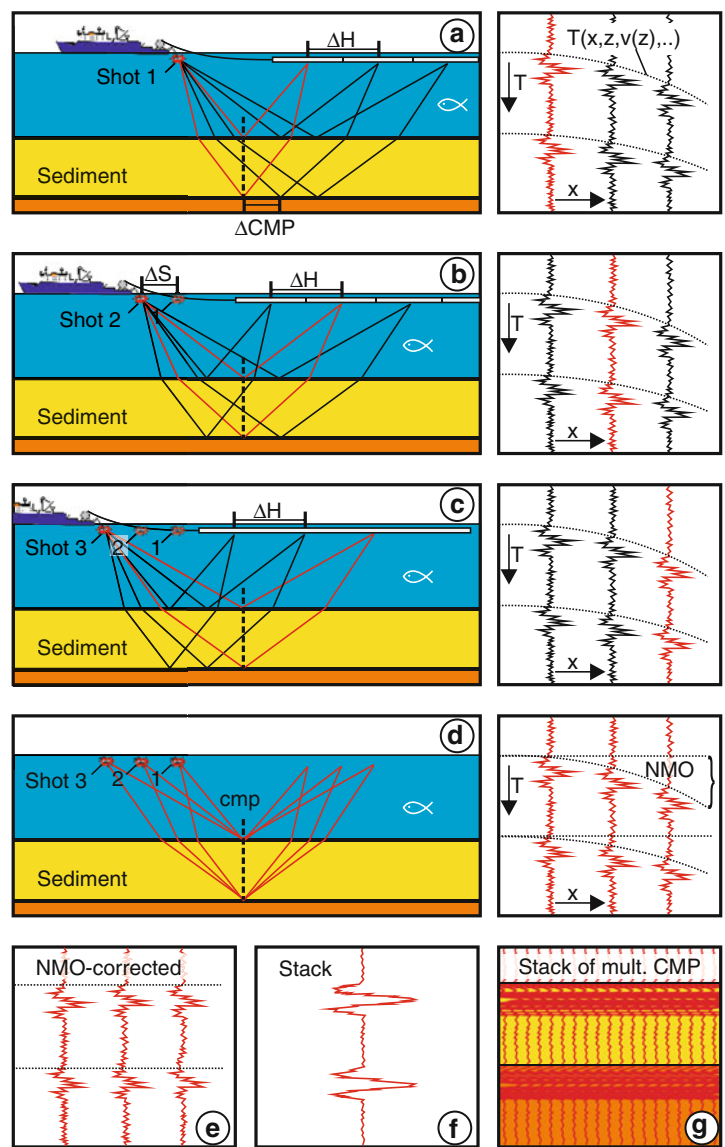 ΔH
a
Shot 1
Sediment
ΔCMP
T(x,z,v(z),..)
T
x
ΔS
ΔH
b
Shot 2
1
Sediment
T
x
ΔH
c
Shot 3
2
1
Sediment
T
x
d
Shot 3
2
1
cmp
Sediment
NMO
T
x
NMO-corrected
e
Stack
f
Stack of mult. CMP
g